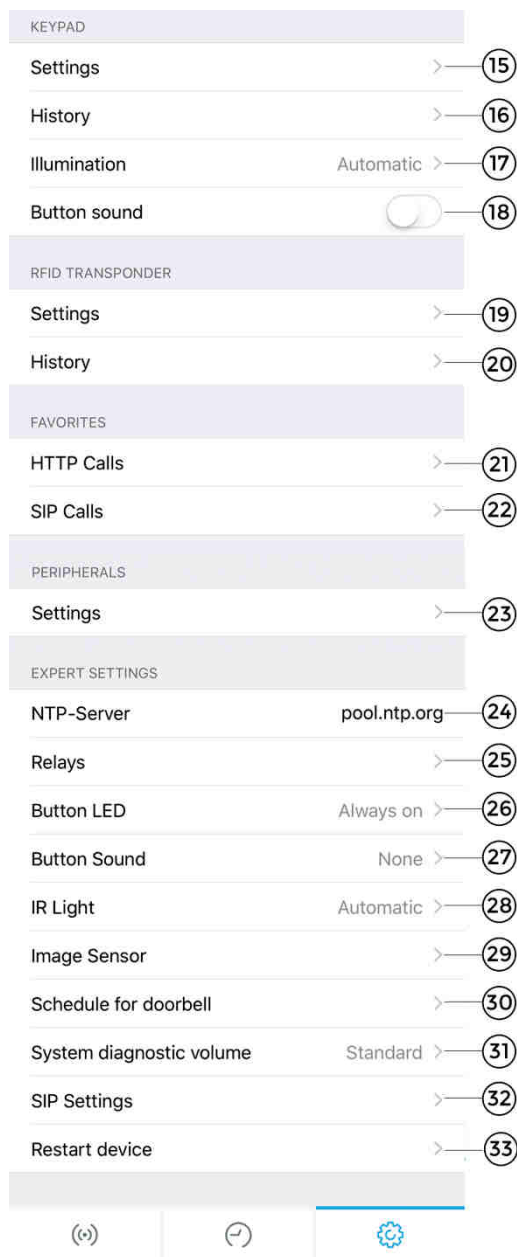 KEYPAD
Settings 15
History 16
Illumination Automatic 17
Button sound 18
RFID TRANSPONDER
Settings 19
History 20
FAVORITES
HTTP Calls 21
SIP Calls 22
PERIPHERALS
Settings 23
EXPERT SETTINGS
NTP-Server pool.ntp.org 24
Relays 25
Button LED Always on 26
Button Sound None 27
IR Light Automatic 28
Image Sensor 29
Schedule for doorbell 30
System diagnostic volume Standard 31
SIP Settings 32
Restart device 33